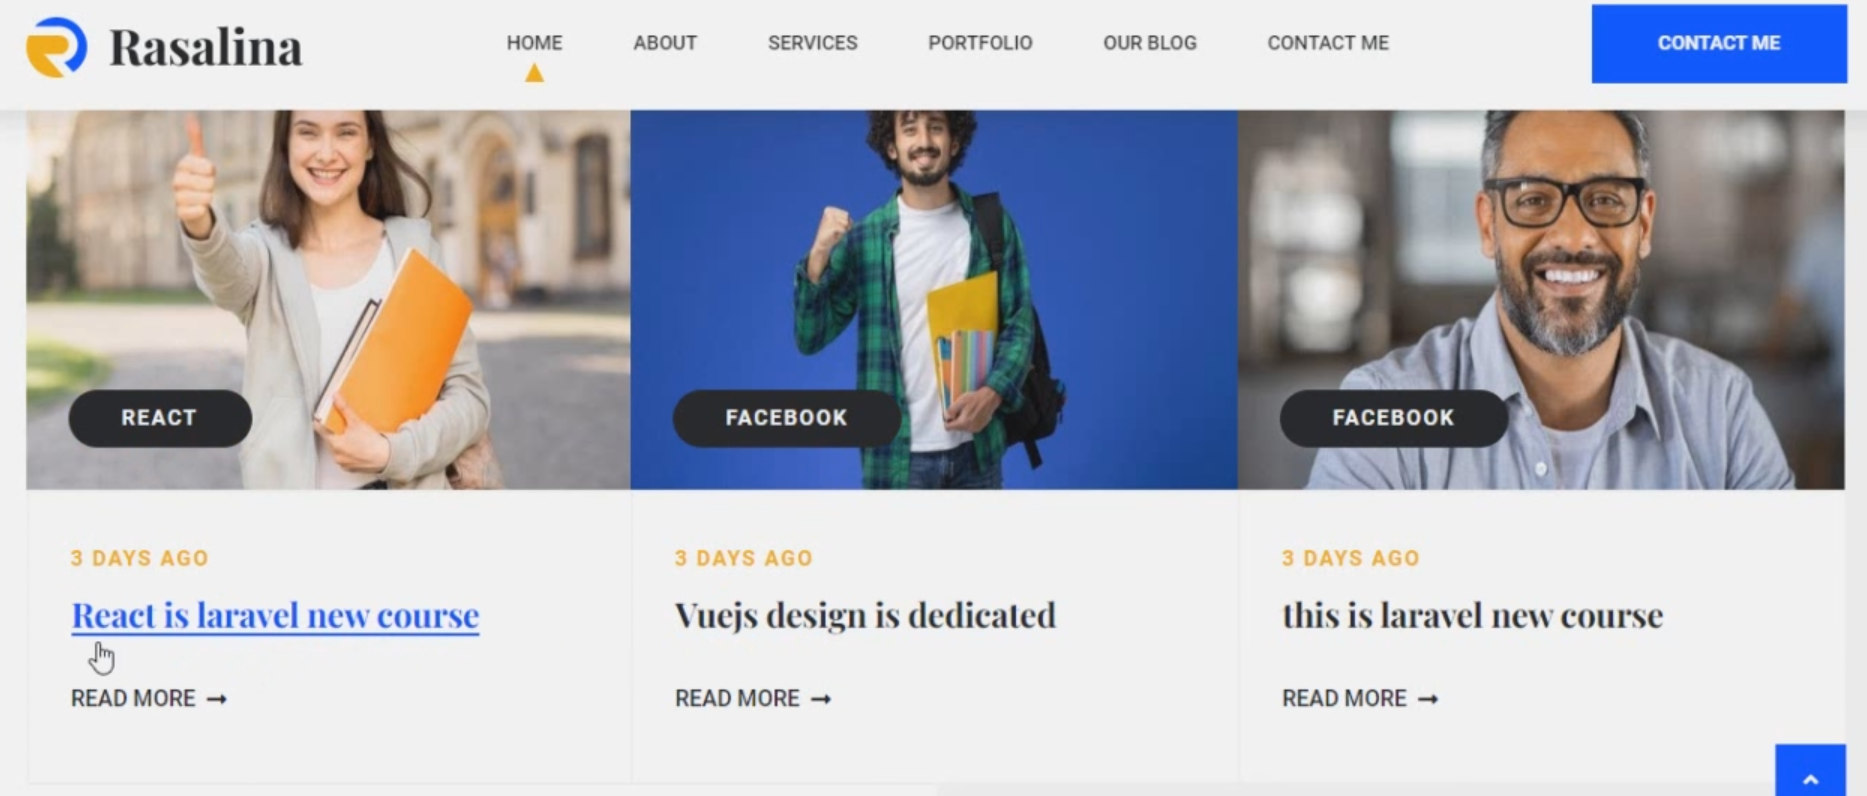 Rasalina
HOME ABOUT SERVICES PORTFOLIO OUR BLOG CONTACT ME CONTACT ME
REACT
FACEBOOK
FACEBOOK
3 DAYS AGO
React is laravel new course
READ MORE →
3 DAYS AGO
Vuejs design is dedicated
READ MORE →
3 DAYS AGO
this is laravel new course
READ MORE →